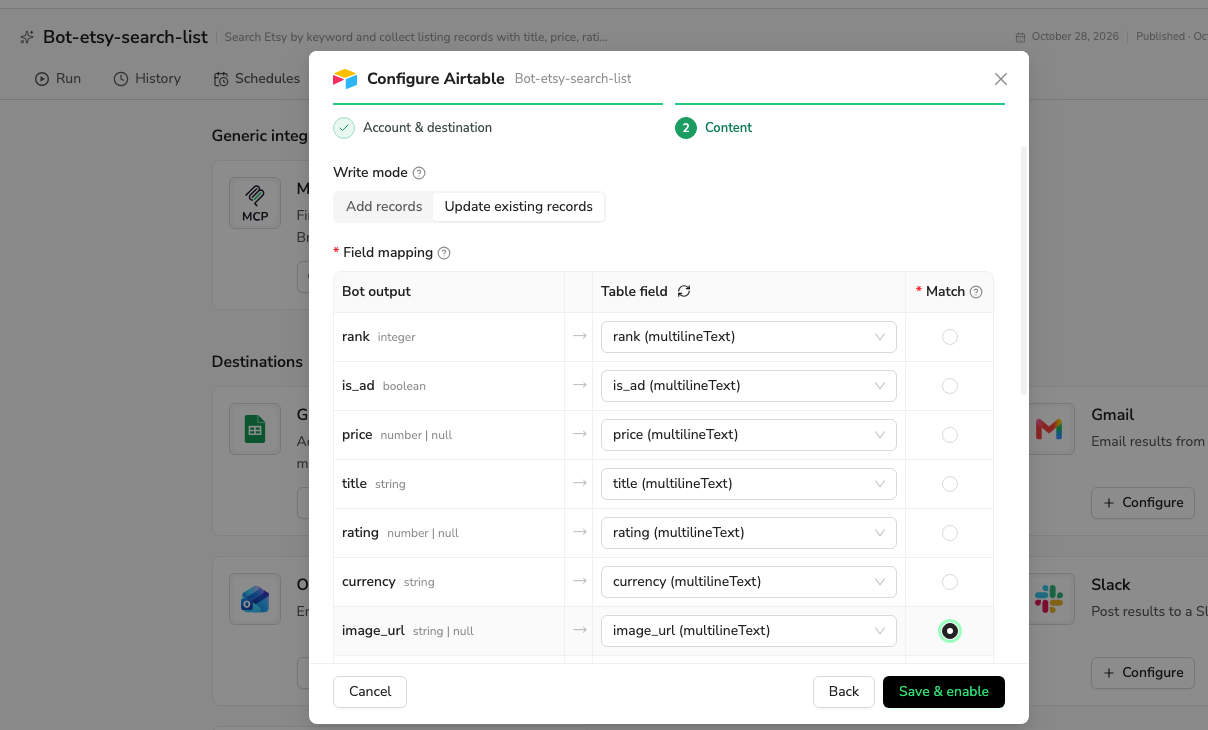 Bot-etsy-search-list
Search Etsy by keyword and collect listing records with title, price, rati...
October 28, 2026
Published
Run
History
Schedules
Generic integ
MCP
Destinations
Gmail
Email results from
Configure
Slack
Post results to a Sl
Configure
Configure Airtable
Bot-etsy-search-list
Account & destination
2
Content
Write mode
Add records
Update existing records
* Field mapping
Bot output
Table field
* Match
rank integer
rank (multilineText)
is_ad boolean
is_ad (multilineText)
price number | null
price (multilineText)
title string
title (multilineText)
rating number | null
rating (multilineText)
currency string
currency (multilineText)
image_url string | null
image_url (multilineText)
Cancel
Back
Save & enable